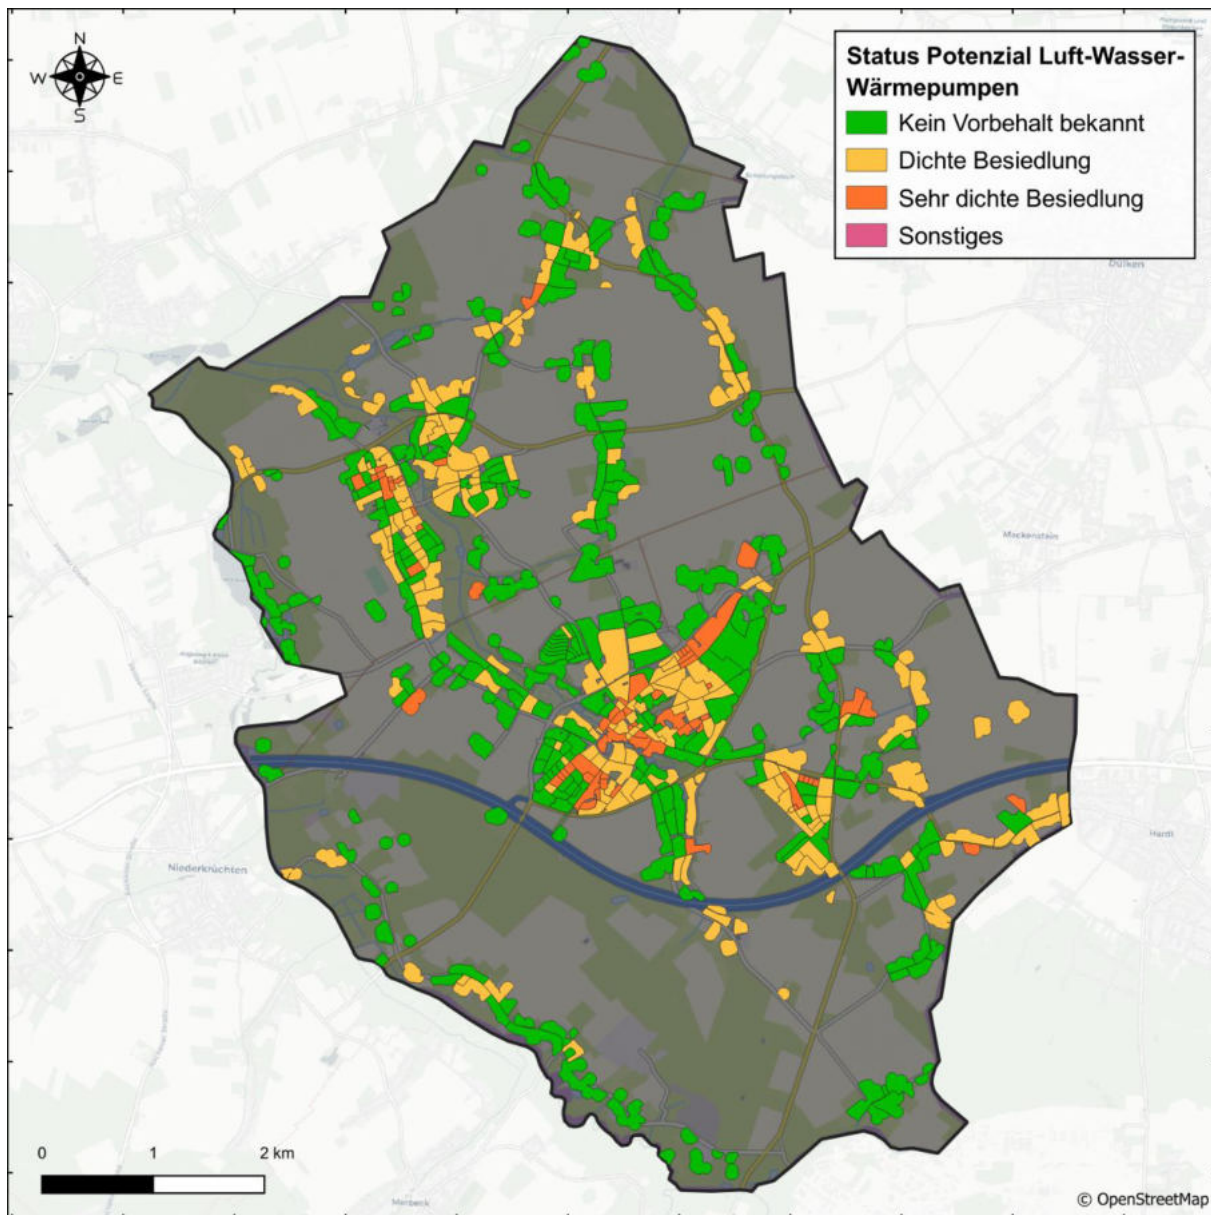 N
W E
S
Status Potenzial Luft-Wasser-
Wärmepumpen
Kein Vorbehalt bekannt
Dichte Besiedlung
Sehr dichte Besiedlung
Sonstiges
Dülken
Mackenstein
Hardt
Niederkrüchten
Merbeck
0 1 2 km
© OpenStreetMap